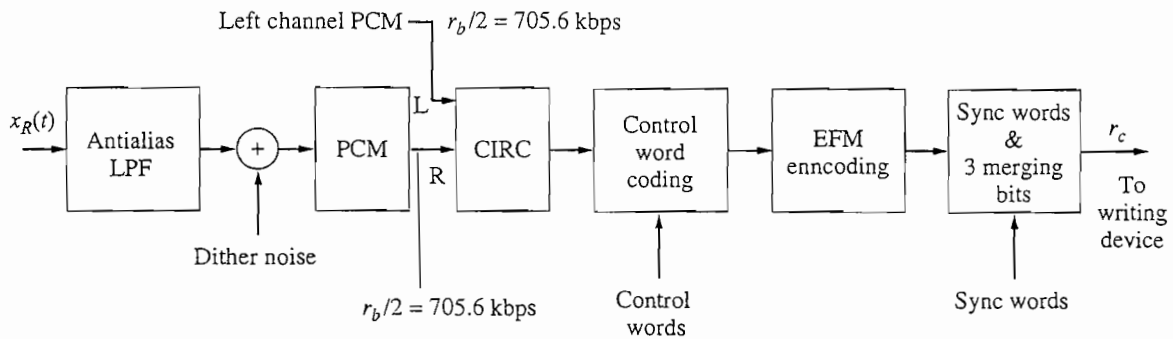 Left channel PCM
r_b/2 = 705.6 kbps
x_R(t)
Antialias
LPF
+
PCM
L
R
CIRC
Control
word
coding
EFM
enncoding
Sync words
&
3 merging
bits
r_c
To
writing
device
Dither noise
r_b/2 = 705.6 kbps
Control
words
Sync words